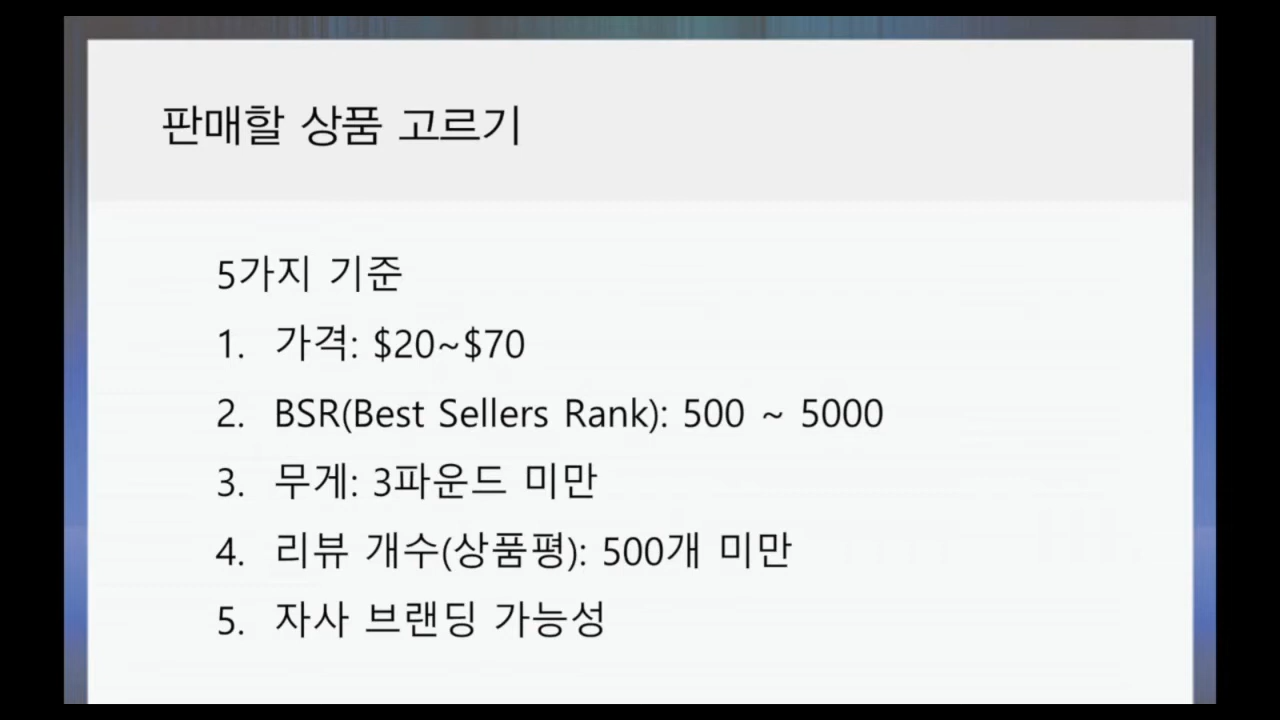 판매할 상품 고르기
5가지 기준
1. 가격: $20~$70
2. BSR(Best Sellers Rank): 500 ~ 5000
3. 무게: 3파운드 미만
4. 리뷰 개수(상품평): 500개 미만
5. 자사 브랜딩 가능성